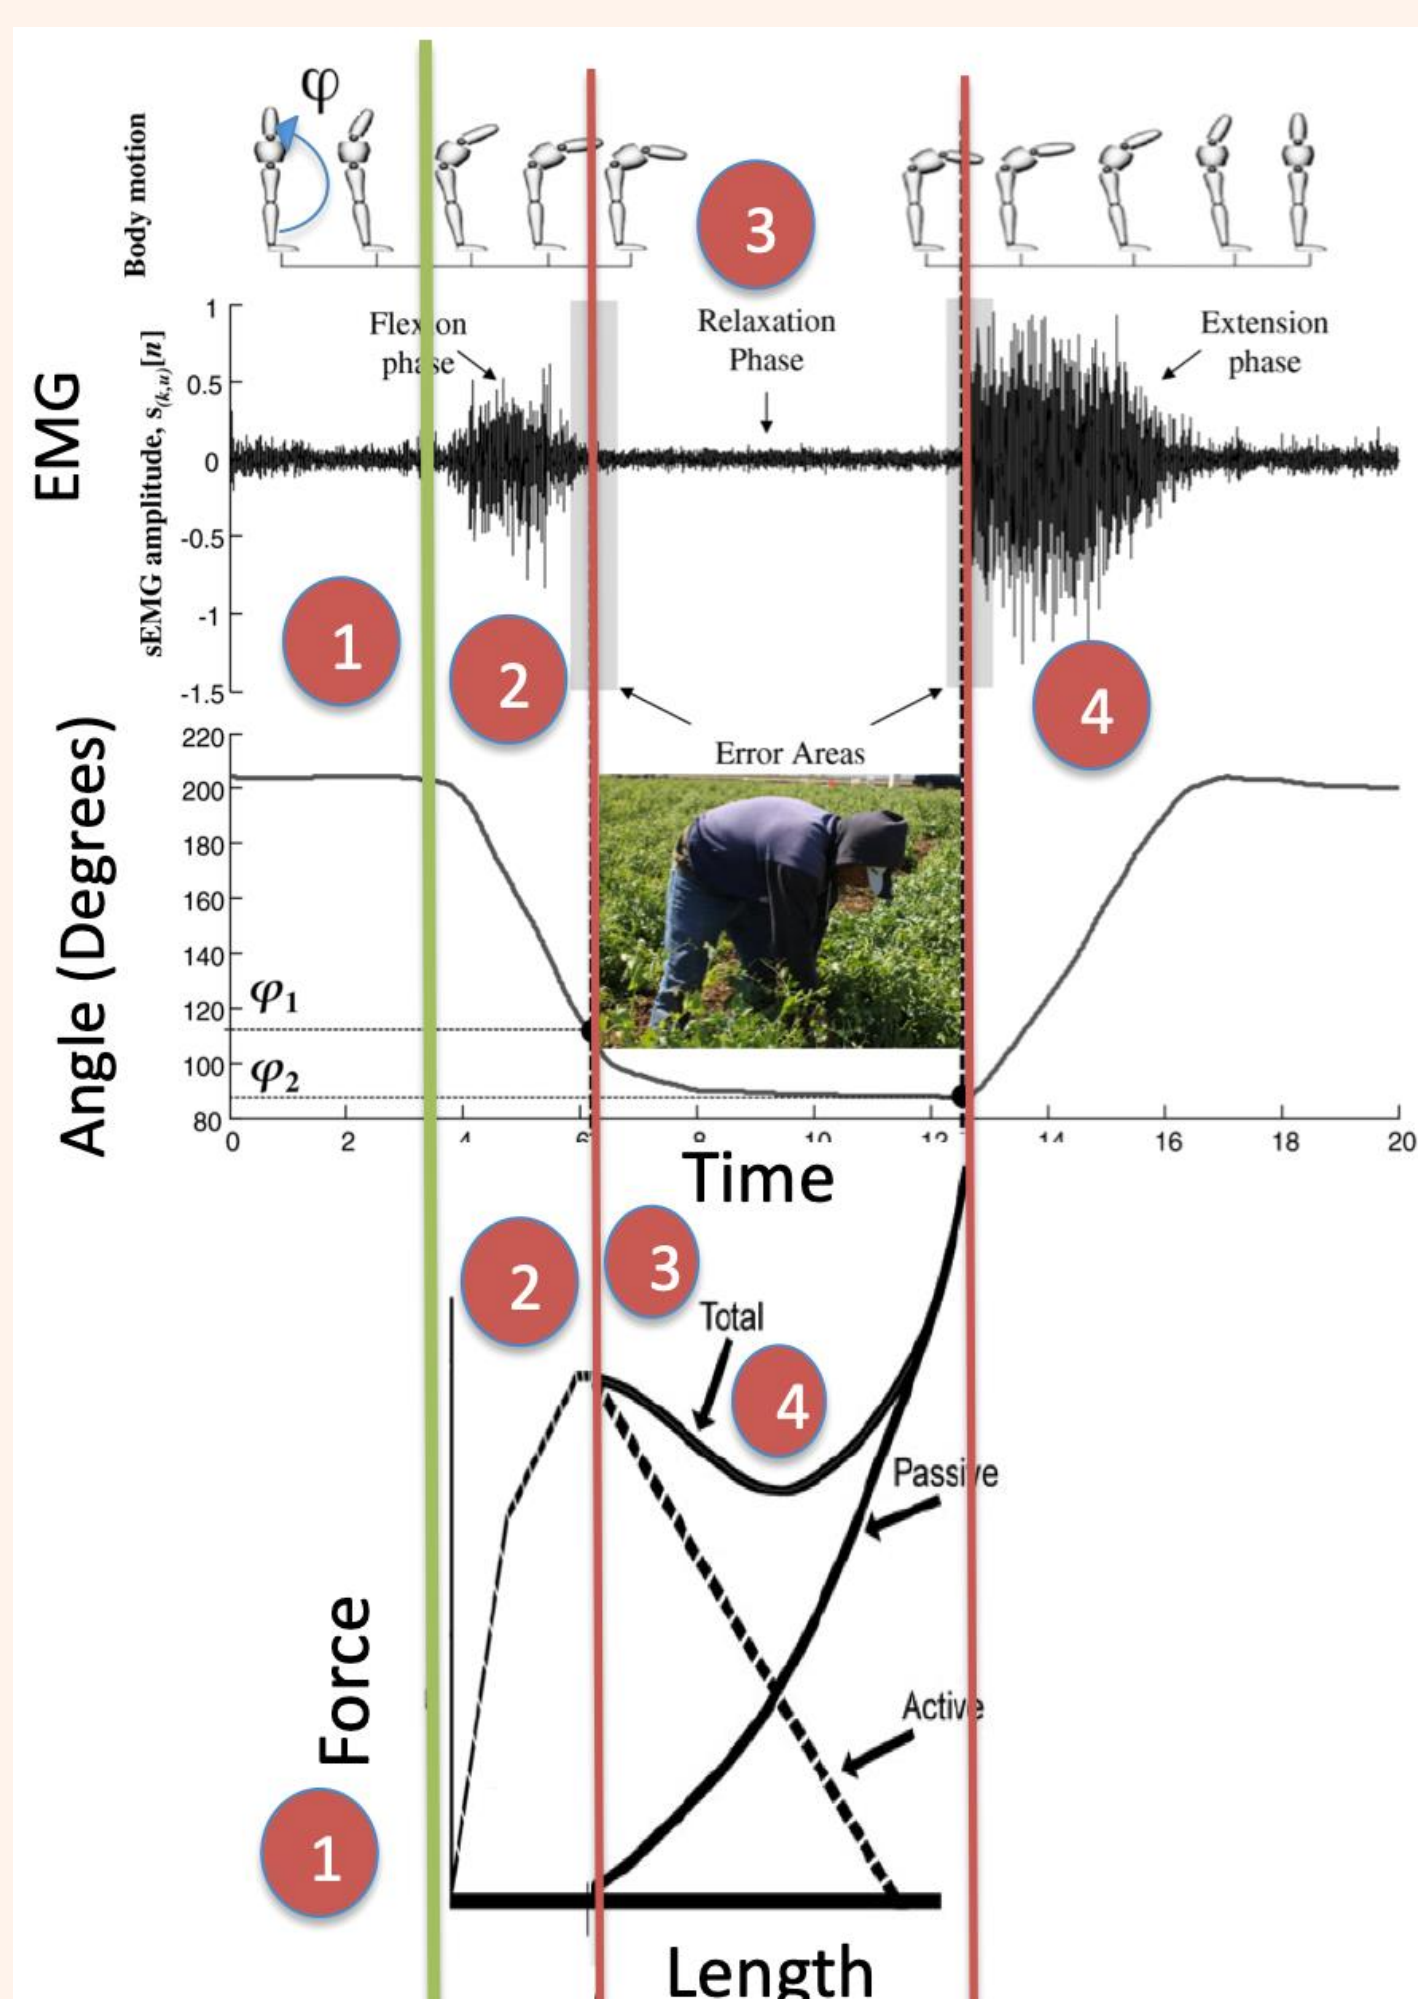 φ
Body motion
3
EMG
sEMG amplitude, s(k,u)[n]
1
0.5
0
-0.5
-1
-1.5
Flexion
phase
Relaxation
Phase
Extension
phase
1
2
4
Error Areas
Angle (Degrees)
220
200
180
160
140
120
100
80
φ1
φ2
0 2 4 6 8 10 12 14 16 18 20
Time
2
3
Total
4
Passive
Force
Active
1
Length